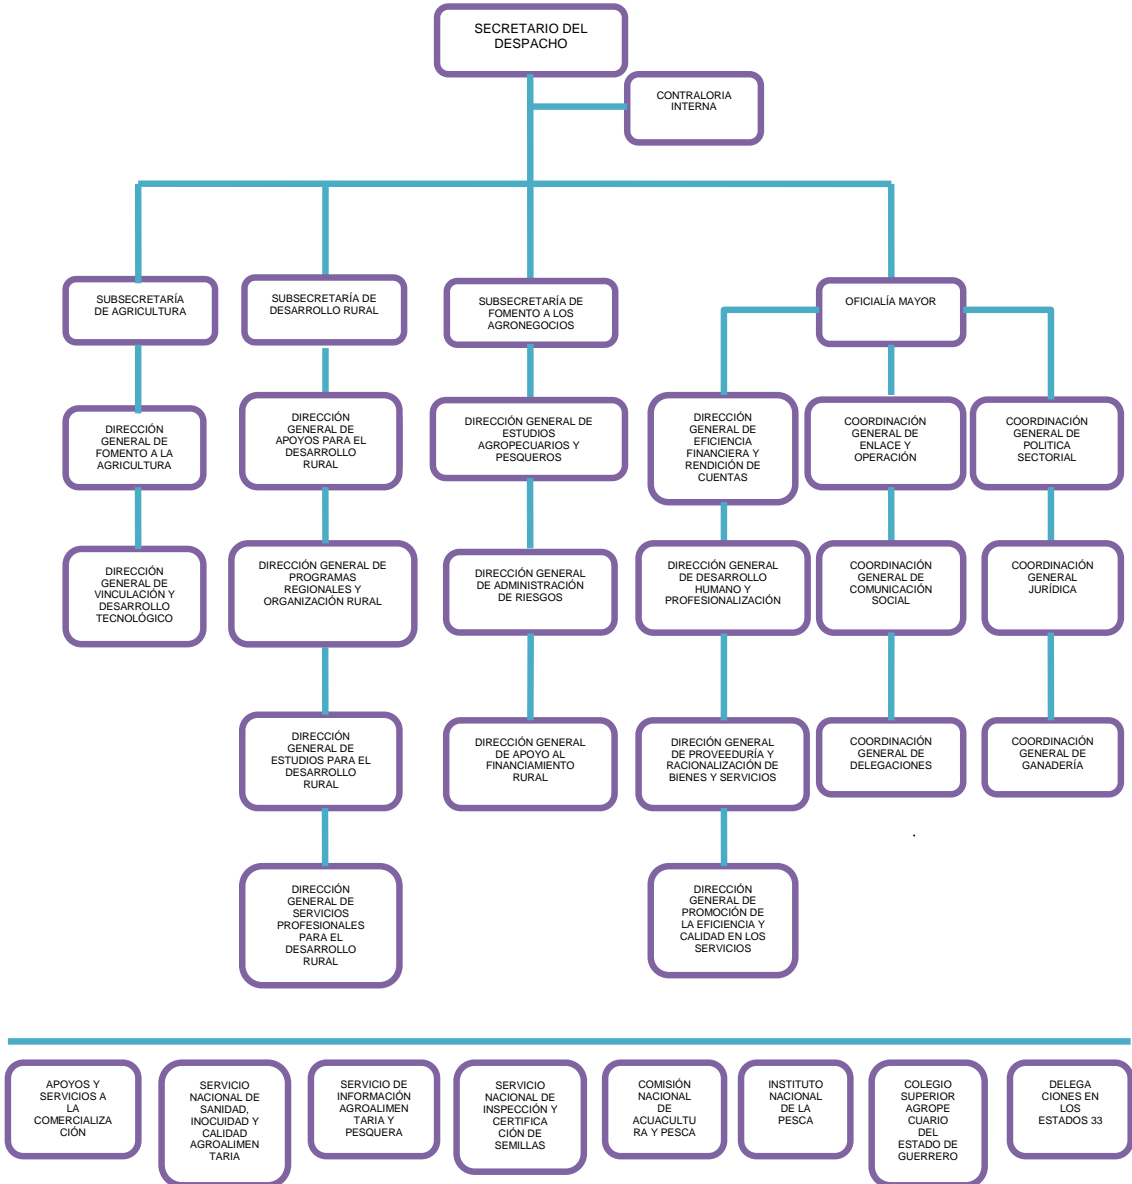 SECRETARIO DEL
DESPACHO
CONTRALORIA
INTERNA
SUBSECRETARÍA
DE AGRICULTURA
SUBSECRETARÍA DE
DESARROLLO RURAL
SUBSECRETARÍA DE
FOMENTO A LOS
AGRONEGOCIOS
OFICIALÍA MAYOR
DIRECCIÓN
GENERAL DE
FOMENTO A LA
AGRICULTURA
DIRECCIÓN
GENERAL DE
APOYOS PARA EL
DESARROLLO
RURAL
DIRECCIÓN GENERAL DE
ESTUDIOS
AGROPECUARIOS Y
PESQUEROS
DIRECCIÓN
GENERAL DE
EFICIENCIA
FINANCIERA Y
RENDICIÓN DE
CUENTAS
COORDINACIÓN
GENERAL DE
ENLACE Y
OPERACIÓN
COORDINACIÓN
GENERAL DE
POLITICA
SECTORIAL
DIRECCIÓN
GENERAL DE
VINCULACIÓN Y
DESARROLLO
TECNOLÓGICO
DIRECCIÓN GENERAL DE
PROGRAMAS
REGIONALES Y
ORGANIZACIÓN RURAL
DIRECCIÓN GENERAL
DE ADMINISTRACIÓN
DE RIESGOS
DIRECCIÓN GENERAL
DE DESARROLLO
HUMANO Y
PROFESIONALIZACIÓN
COORDINACIÓN
GENERAL DE
COMUNICACIÓN
SOCIAL
COORDINACIÓN
GENERAL
JURÍDICA
DIRECCIÓN
GENERAL DE
ESTUDIOS PARA EL
DESARROLLO
RURAL
DIRECCIÓN GENERAL
DE APOYO AL
FINANCIAMIENTO
RURAL
DIRECIÓN GENERAL
DE PROVEEDURÍA Y
RACIONALIZACIÓN DE
BIENES Y SERVICIOS
COORDINACIÓN
GENERAL DE
DELEGACIONES
COORDINACIÓN
GENERAL DE
GANADERÍA
.
DIRECCIÓN
GENERAL DE
SERVICIOS
PROFESIONALES
PARA EL
DESARROLLO
RURAL
DIRECCIÓN
GENERAL DE
PROMOCIÓN DE
LA EFICIENCIA Y
CALIDAD EN LOS
SERVICIOS
APOYOS Y
SERVICIOS A
LA
COMERCIALIZA
CIÓN
SERVICIO
NACIONAL DE
SANIDAD,
INOCUIDAD Y
CALIDAD
AGROALIMEN
TARIA
SERVICIO DE
INFORMACIÓN
AGROALIMEN
TARIA Y
PESQUERA
SERVICIO
NACIONAL DE
INSPECCIÓN Y
CERTIFICA
CIÓN DE
SEMILLAS
COMISIÓN
NACIONAL
DE
ACUACULTU
RA Y PESCA
INSTITUTO
NACIONAL
DE LA
PESCA
COLEGIO
SUPERIOR
AGROPE
CUARIO
DEL
ESTADO DE
GUERRERO
DELEGA
CIONES EN
LOS
ESTADOS 33